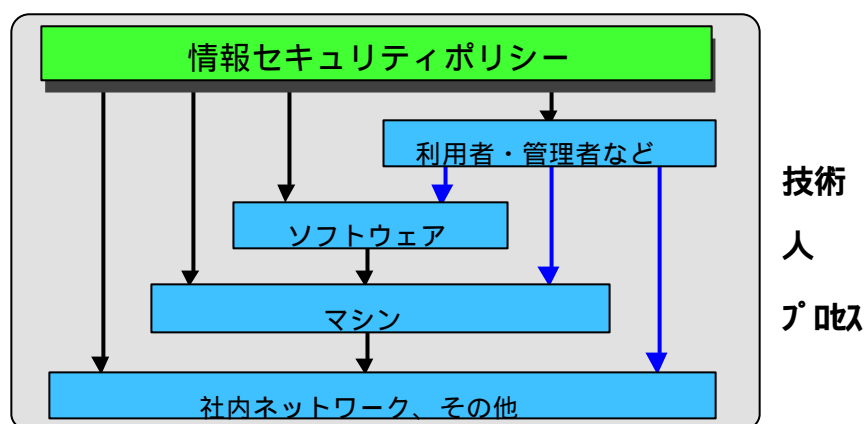 情報セキュリティポリシー
利用者・管理者など
技術
ソフトウェア
人
マシン
プロセス
社内ネットワーク、その他